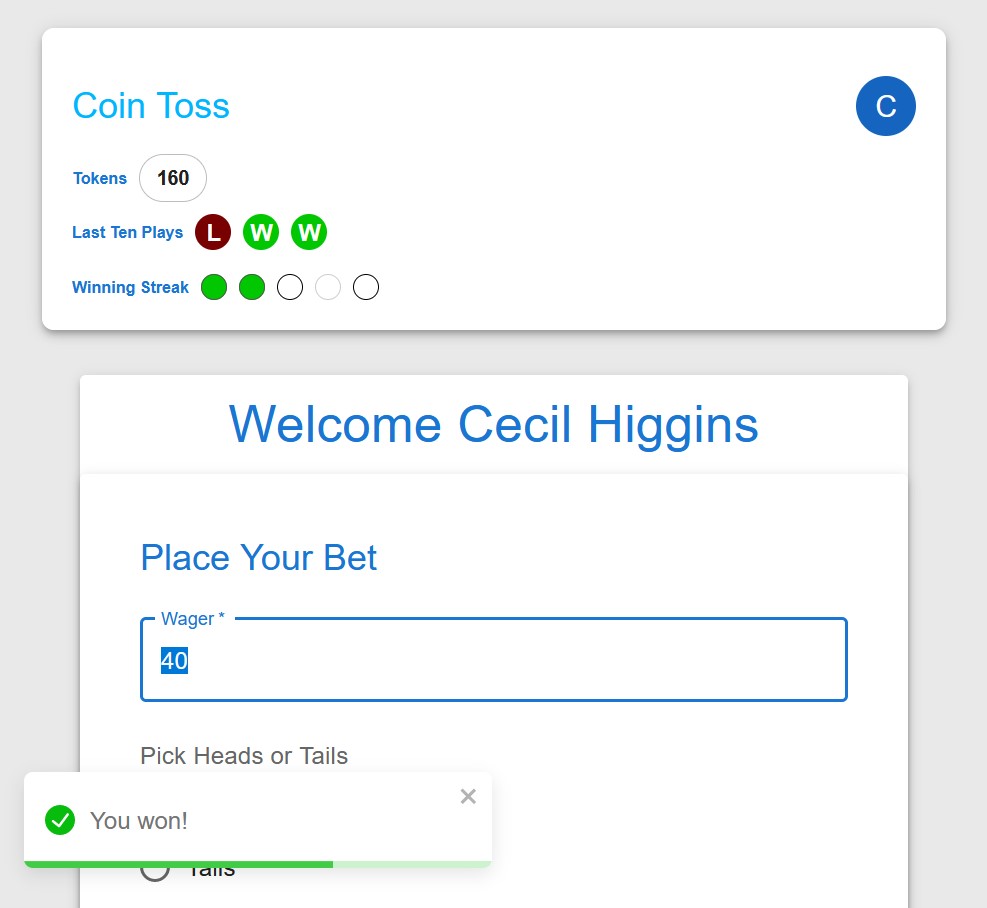 Coin Toss
C
Tokens 160
Last Ten Plays L W W
Winning Streak
Welcome Cecil Higgins
Place Your Bet
Wager *
40
Pick Heads or Tails
You won!
Tails